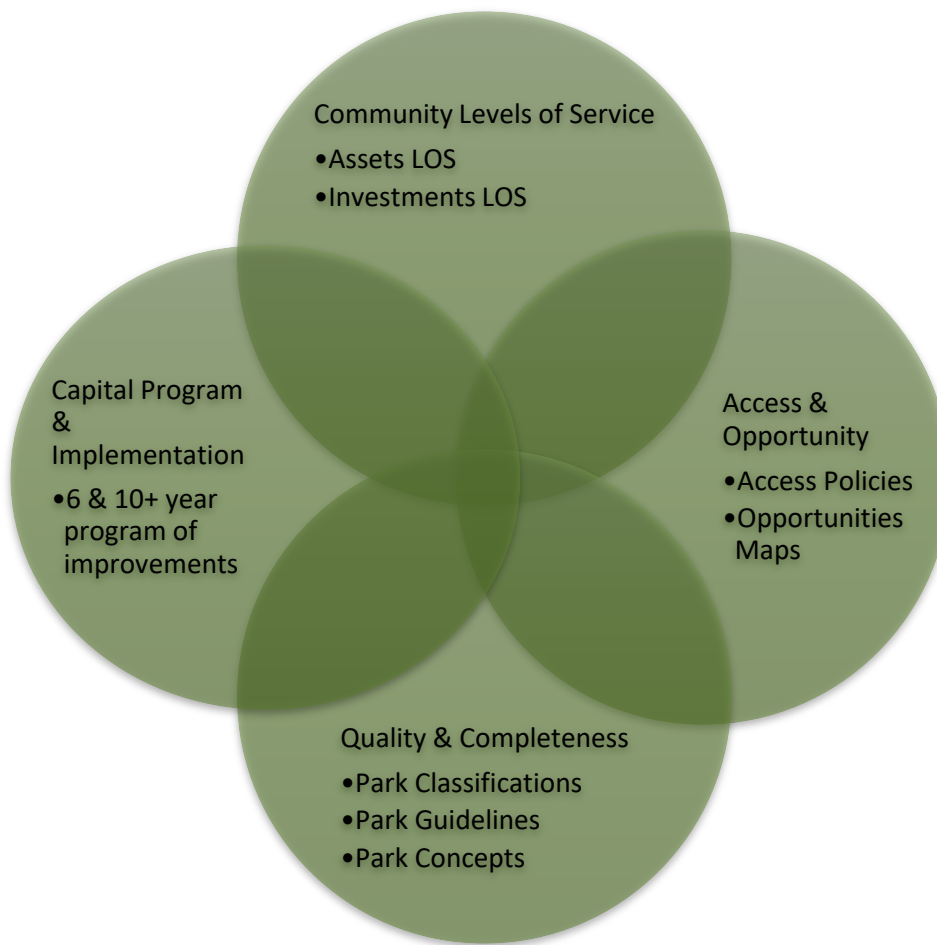 Community Levels of Service
•Assets LOS
•Investments LOS
Capital Program
&
Implementation
•6 & 10+ year
program of
improvements
Access &
Opportunity
•Access Policies
•Opportunities
Maps
Quality & Completeness
•Park Classifications
•Park Guidelines
•Park Concepts